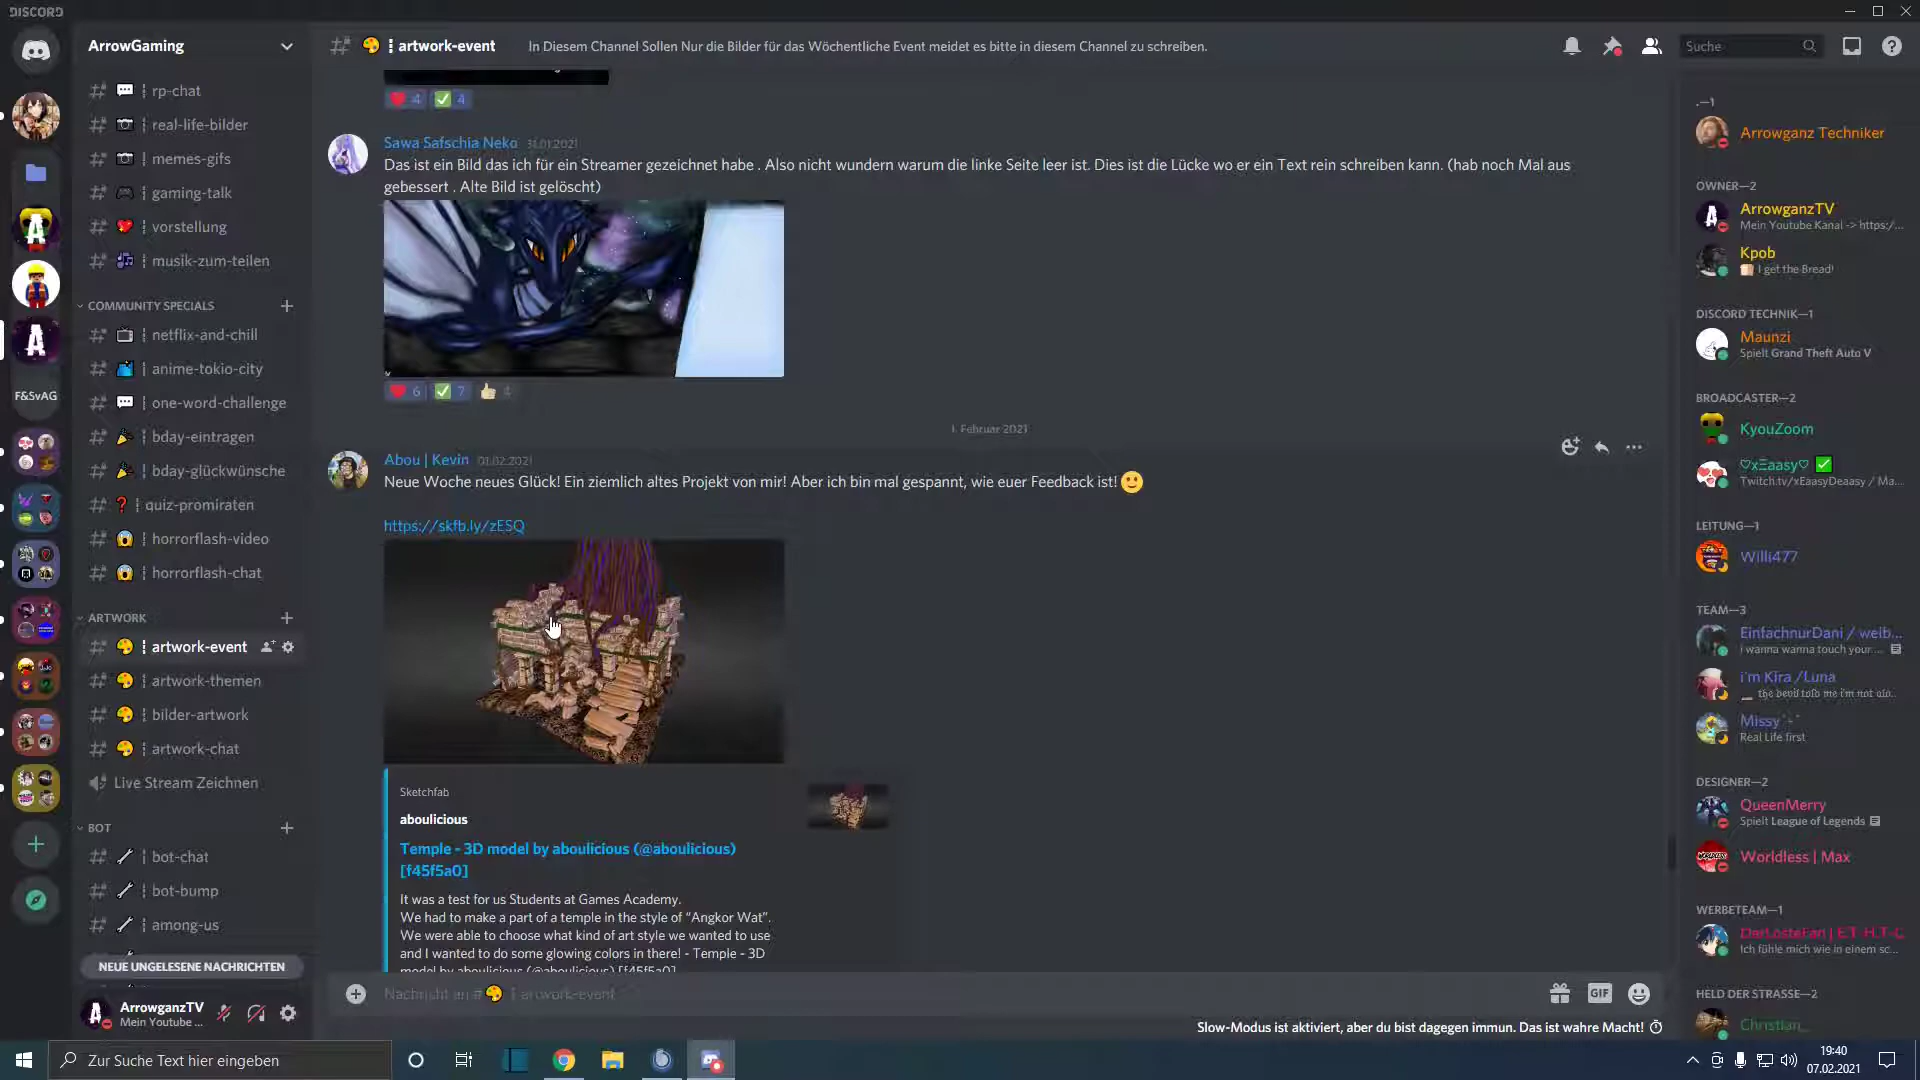 DISCORD
ArrowGaming
artwork-event
In Diesem Channel Sollen Nur die Bilder für das Wöchentliche Event meidet es bitte in diesem Channel zu schreiben.
Suche
rp-chat
real-life-bilder
memes-gifs
gaming-talk
vorstellung
musik-zum-teilen
COMMUNITY SPECIALS
netflix-and-chill
anime-tokio-city
one-word-challenge
bday-eintragen
bday-glückwünsche
quiz-promiraten
horrorflash-video
horrorflash-chat
ARTWORK
artwork-event
artwork-themen
bilder-artwork
artwork-chat
Live Stream Zeichnen
BOT
bot-chat
bot-bump
among-us
NEUE UNGELESENE NACHRICHTEN
ArrowganzTV
Mein Youtube ...
F&SvAG
4 4
Sawa Safschia Neko 31.01.2021
Das ist ein Bild das ich für ein Streamer gezeichnet habe . Also nicht wundern warum die linke Seite leer ist. Dies ist die Lücke wo er ein Text rein schreiben kann. (hab noch Mal aus
gebessert . Alte Bild ist gelöscht)
6 7 4
1. Februar 2021
Abou | Kevin 01.02.2021
Neue Woche neues Glück! Ein ziemlich altes Projekt von mir! Aber ich bin mal gespannt, wie euer Feedback ist!
https://skfb.ly/zESQ
Sketchfab
aboulicious
Temple - 3D model by aboulicious (@aboulicious)
[f45f5a0]
It was a test for us Students at Games Academy.
We had to make a part of a temple in the style of “Angkor Wat”.
We were able to choose what kind of art style we wanted to use
and I wanted to do some glowing colors in there! - Temple - 3D
model by aboulicious (@aboulicious) [f45f5a0]
Nachricht an # artwork-event
GIF
Slow-Modus ist aktiviert, aber du bist dagegen immun. Das ist wahre Macht!
.—1
Arrowganz Techniker
OWNER—2
ArrowganzTV
Mein Youtube Kanal -> https:/...
Kpob
I get the Bread!
DISCORD TECHNIK—1
Maunzi
Spielt Grand Theft Auto V
BROADCASTER—2
KyouZoom
♡xΞaasy♡
Twitch.tv/xEaasyDeaasy / Ma...
LEITUNG—1
Willi477
TEAM—3
EinfachnurDani / weib...
i wanna wanna touch your ...
i'm Kira /Luna
the devil told me i'm not alo...
Missy ˆ-ˆ
Real Life first
DESIGNER—2
QueenMerry
Spielt League of Legends
Worldless | Max
WERBETEAM—1
DarLosteFari | E.T. H.T-C
Ich fühle mich wie in einem sc...
HELD DER STRASSE—2
Christian_
Zur Suche Text hier eingeben
19:40
07.02.2021